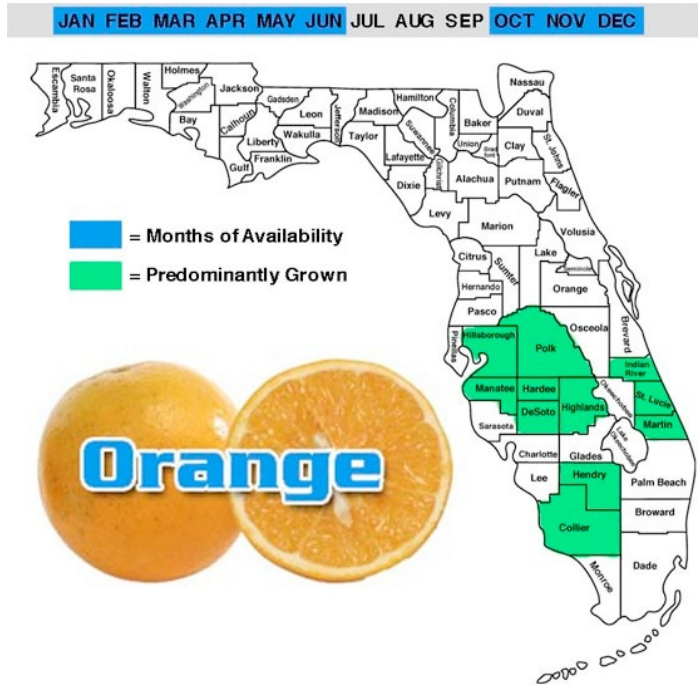 JAN FEB MAR APR MAY JUN JUL AUG SEP OCT NOV DEC
Escambia
Santa
Rosa
Okaloosa
Walton
Holmes
Washington
Jackson
Bay
Calhoun
Gulf
Liberty
Franklin
Gadsden
Leon
Wakulla
Jefferson
Madison
Taylor
Hamilton
Suwannee
Lafayette
Dixie
Columbia
Gilchrist
Baker
Union
Brad
ford
Nassau
Duval
Clay
St. Johns
Alachua
Putnam
Flagler
Levy
Marion
Volusia
= Months of Availability
= Predominantly Grown
Citrus
Sumter
Lake
Seminole
Hernando
Orange
Pasco
Osceola
Brevard
Pinellas
Hillsborough
Polk
Indian
River
Manatee
Hardee
Highlands
Okeechobee
St. Lucie
DeSoto
Martin
Sarasota
Lake
Okeechobee
Charlotte
Glades
Lee
Hendry
Palm Beach
Broward
Collier
Monroe
Dade
Orange